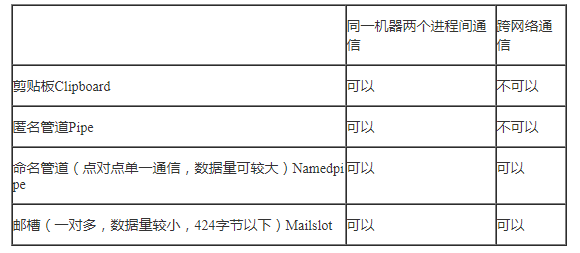 同一机器两个进程间通
信
跨网络通
信
剪贴板Clipboard
可以
不可以
匿名管道Pipe
可以
不可以
命名管道（点对点单一通信，数据量可较大）Namedpi
pe
可以
可以
邮槽（一对多，数据量较小，424字节以下）Mailslot
可以
可以